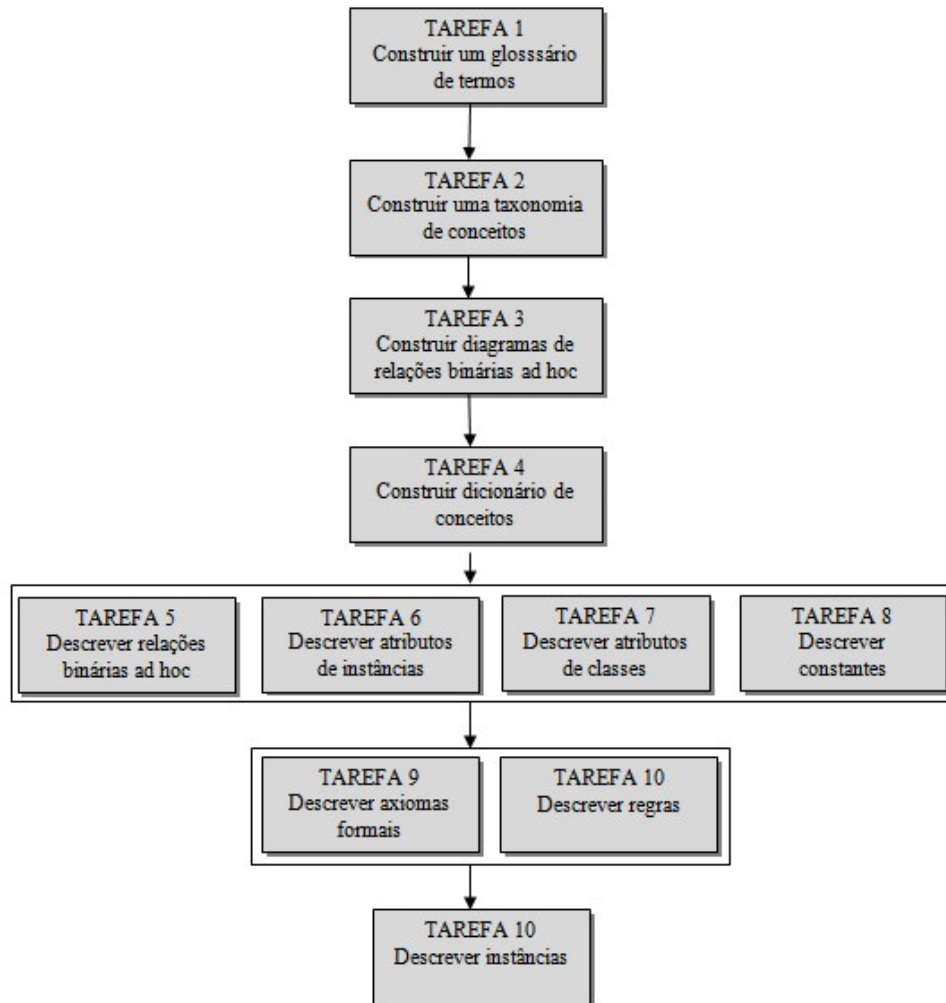 TAREFA 1
Construir um glosssário
de termos
TAREFA 2
Construir uma taxonomia
de conceitos
TAREFA 3
Construir diagramas de
relações binárias ad hoc
TAREFA 4
Construir dicionário de
conceitos
TAREFA 5
Descrever relações
binárias ad hoc
TAREFA 6
Descrever atributos
de instâncias
TAREFA 7
Descrever atributos
de classes
TAREFA 8
Descrever
constantes
TAREFA 9
Descrever axiomas
formais
TAREFA 10
Descrever regras
TAREFA 10
Descrever instâncias